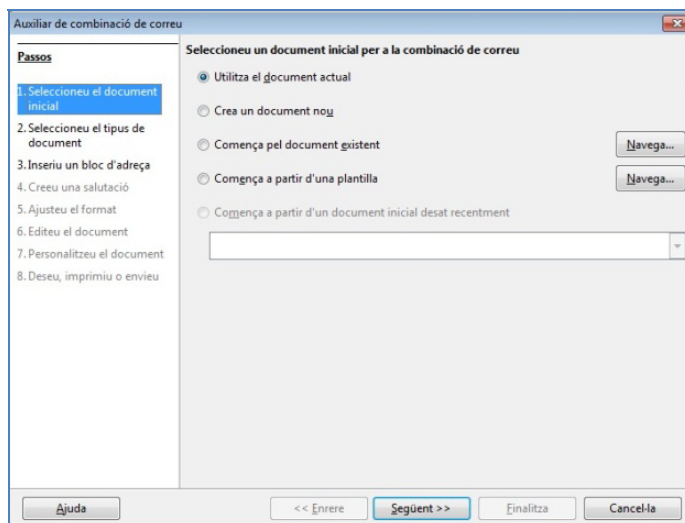 Auxiliar de combinació de correu
Passos
1. Seleccioneu el document
inicial
2. Seleccioneu el tipus de
document
3. Inseriu un bloc d'adreça
4. Creeu una salutació
5. Ajusteu el format
6. Editeu el document
7. Personalitzeu el document
8. Deseu, imprimiu o envieu
Seleccioneu un document inicial per a la combinació de correu
Utilitza el document actual
Crea un document nou
Comença pel document existent
Navega...
Comença a partir d'una plantilla
Navega...
Comença a partir d'un document inicial desat recentment
Ajuda
<< Enrere
Següent >>
Finalitza
Cancel·la